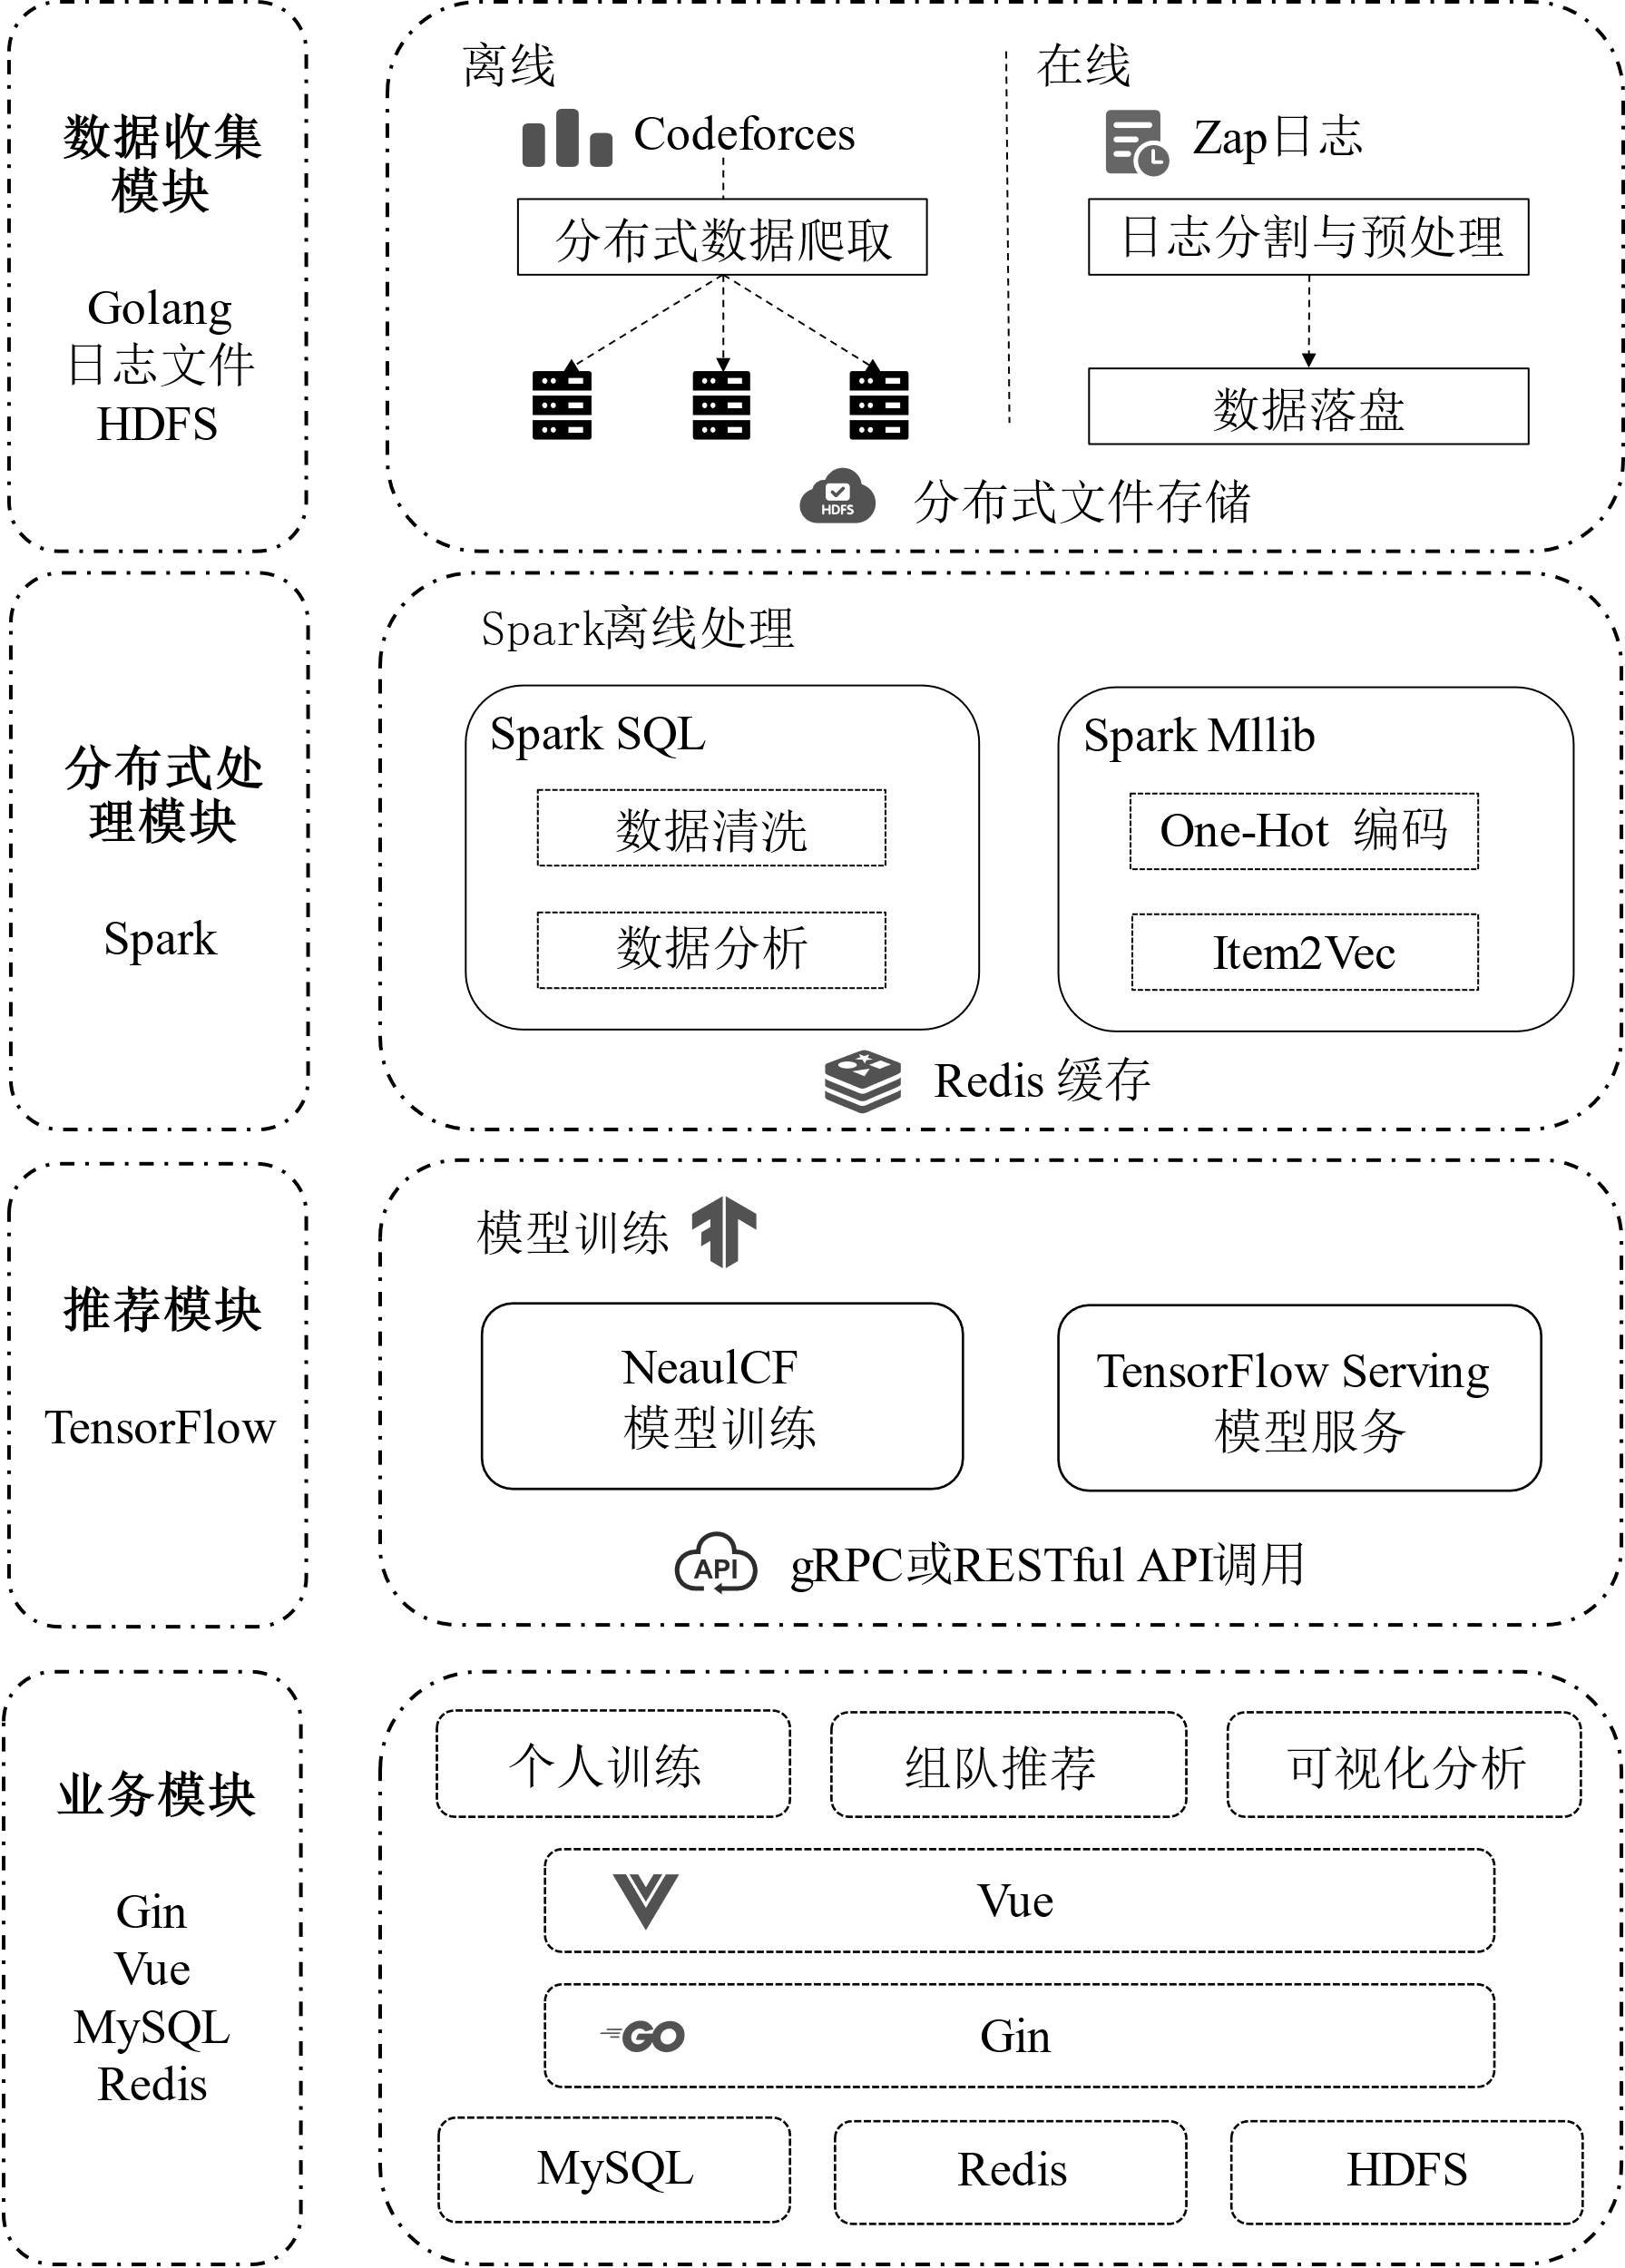 数据收集
模块
Golang
日志文件
HDFS
离线
在线
Codeforces
Zap日志
分布式数据爬取
日志分割与预处理
数据落盘
HDFS
分布式文件存储
分布式处
理模块
Spark
Spark离线处理
Spark SQL
数据清洗
数据分析
Spark Mllib
One-Hot 编码
Item2Vec
Redis 缓存
推荐模块
TensorFlow
模型训练
NeaulCF
模型训练
TensorFlow Serving
模型服务
API
gRPC或RESTful API调用
业务模块
Gin
Vue
MySQL
Redis
个人训练
组队推荐
可视化分析
Vue
GO
Gin
MySQL
Redis
HDFS